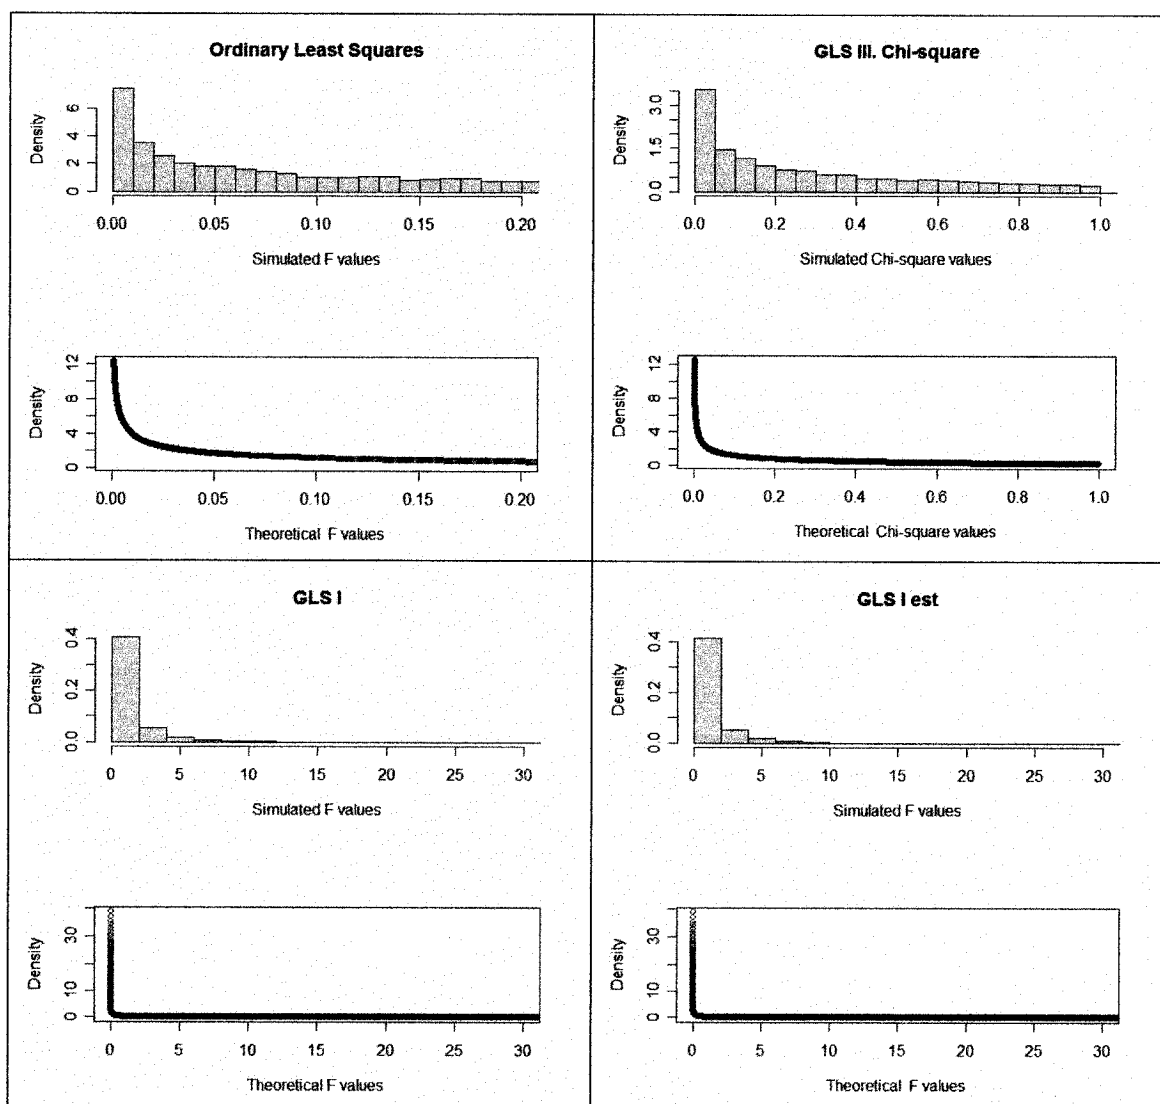 Ordinary Least Squares
Density
0 2 4 6
0.00 0.05 0.10 0.15 0.20
Simulated F values
Density
0 4 8 12
0.00 0.05 0.10 0.15 0.20
Theoretical F values
GLS III. Chi-square
Density
0.0 1.5 3.0
0.0 0.2 0.4 0.6 0.8 1.0
Simulated Chi-square values
Density
0 4 8 12
0.0 0.2 0.4 0.6 0.8 1.0
Theoretical Chi-square values
GLS I
Density
0.0 0.2 0.4
0 5 10 15 20 25 30
Simulated F values
Density
0 10 30
0 5 10 15 20 25 30
Theoretical F values
GLS I est
Density
0.0 0.2 0.4
0 5 10 15 20 25 30
Simulated F values
Density
0 10 30
0 5 10 15 20 25 30
Theoretical F values